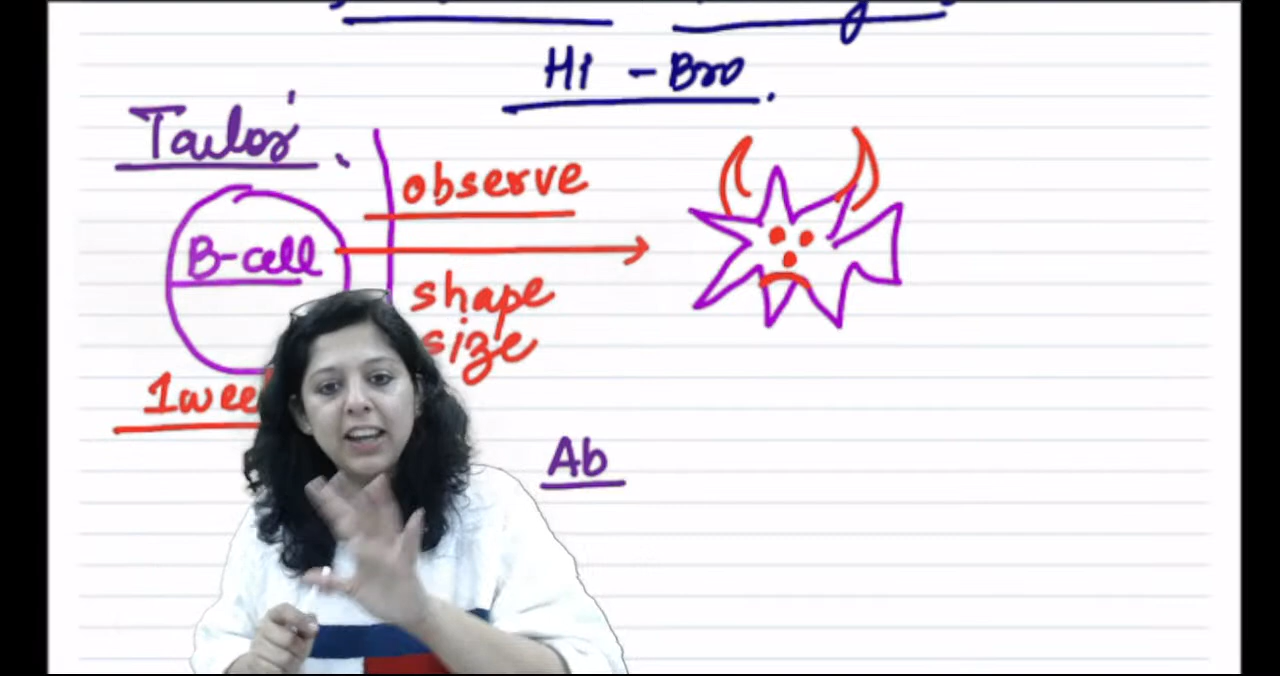 Hi - Bro.
Tailor
observe
B-cell
shape
size
Ab